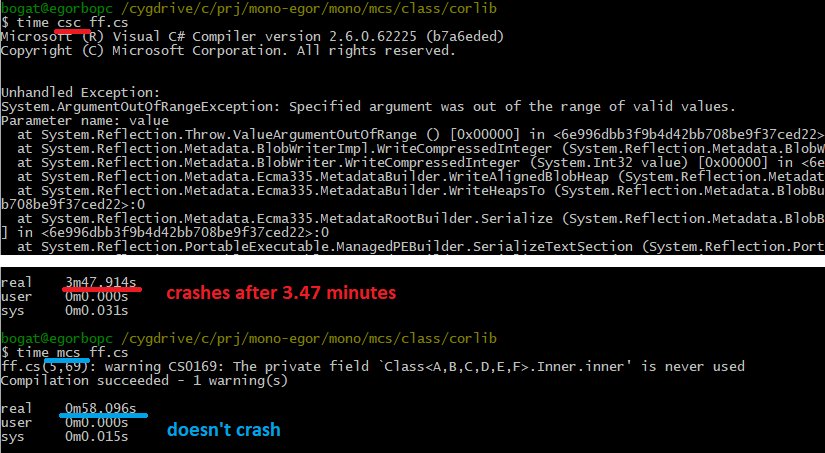 bogat@egorbopc /cygdrive/c/prj/mono-egor/mono/mcs/class/corlib
$ time csc ff.cs
Microsoft (R) Visual C# Compiler version 2.6.0.62225 (b7a6eded)
Copyright (C) Microsoft Corporation. All rights reserved.
Unhandled Exception:
System.ArgumentOutOfRangeException: Specified argument was out of the range of valid values.
Parameter name: value
at System.Reflection.Throw.ValueArgumentOutOfRange () [0x00000] in <6e996dbb3f9b4d42bb708be9f37ced22>
at System.Reflection.Metadata.BlobWriterImpl.WriteCompressedInteger (System.Reflection.Metadata.BlobW
at System.Reflection.Metadata.BlobWriter.WriteCompressedInteger (System.Int32 value) [0x00000] in <6e
at System.Reflection.Metadata.Ecma335.MetadataBuilder.WriteAlignedBlobHeap (System.Reflection.Metadat
at System.Reflection.Metadata.Ecma335.MetadataBuilder.WriteHeapsTo (System.Reflection.Metadata.BlobBu
b708be9f37ced22>:0
at System.Reflection.Metadata.Ecma335.MetadataRootBuilder.Serialize (System.Reflection.Metadata.BlobB
] in <6e996dbb3f9b4d42bb708be9f37ced22>:0
at System.Reflection.PortableExecutable.ManagedPEBuilder.SerializeTextSection (System.Reflection.Port
real 3m47.914s
user 0m0.000s
sys 0m0.031s
crashes after 3.47 minutes
bogat@egorbopc /cygdrive/c/prj/mono-egor/mono/mcs/class/corlib
$ time mcs ff.cs
ff.cs(5,69): warning CS0169: The private field `Class<A,B,C,D,E,F>.Inner.inner' is never used
Compilation succeeded - 1 warning(s)
real 0m58.096s
user 0m0.000s
sys 0m0.015s
doesn't crash